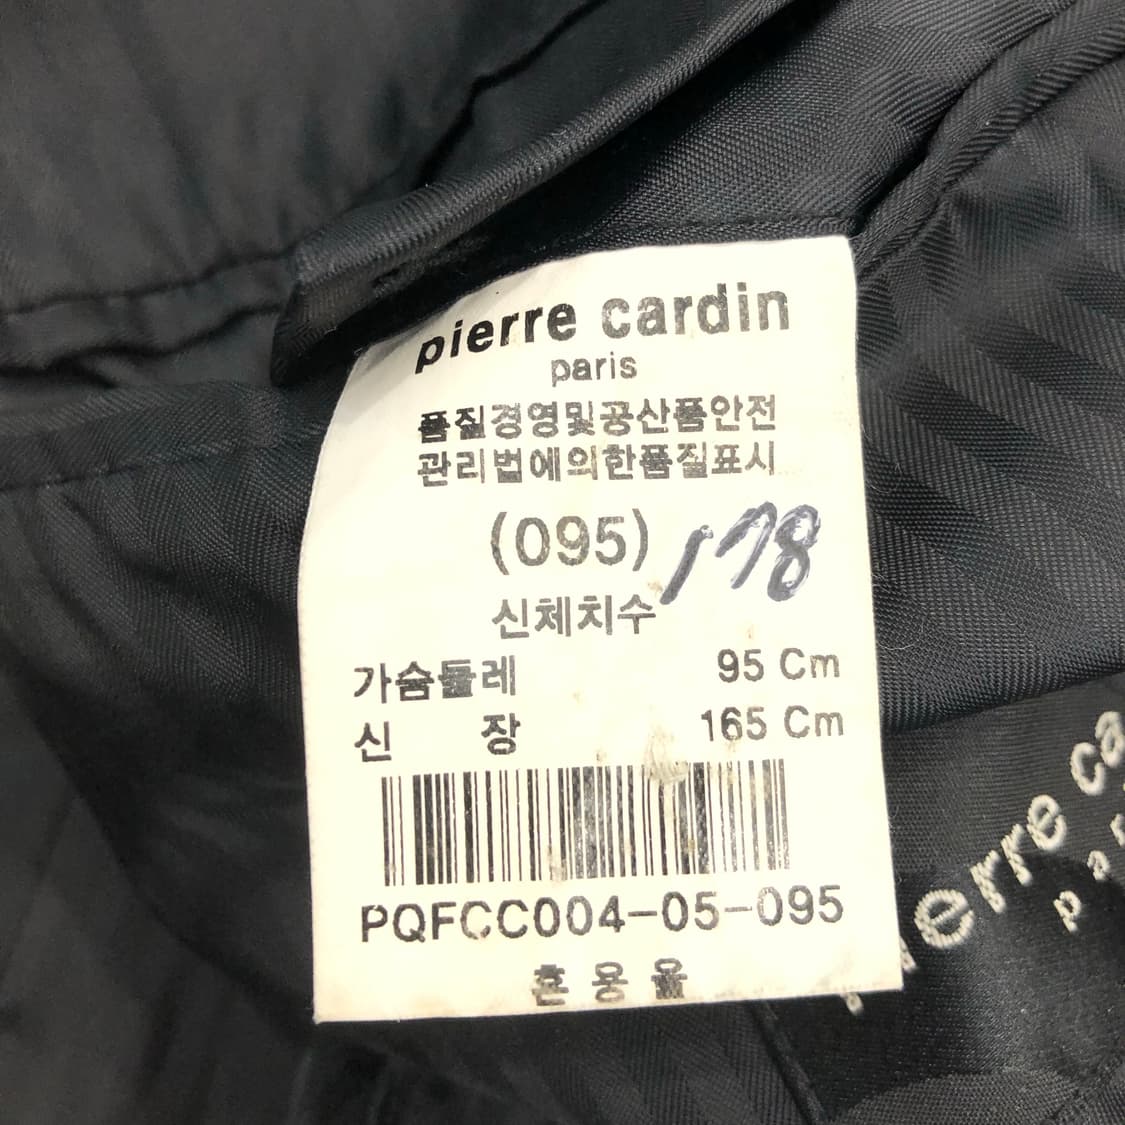 pierre cardin
paris
품질경영및공산품안전
관리법에의한품질표시
(095) 178
신체치수
가슴둘레 95 Cm
신 장 165 Cm
PQFCC004-05-095
혼 용 율
pierre ca
par